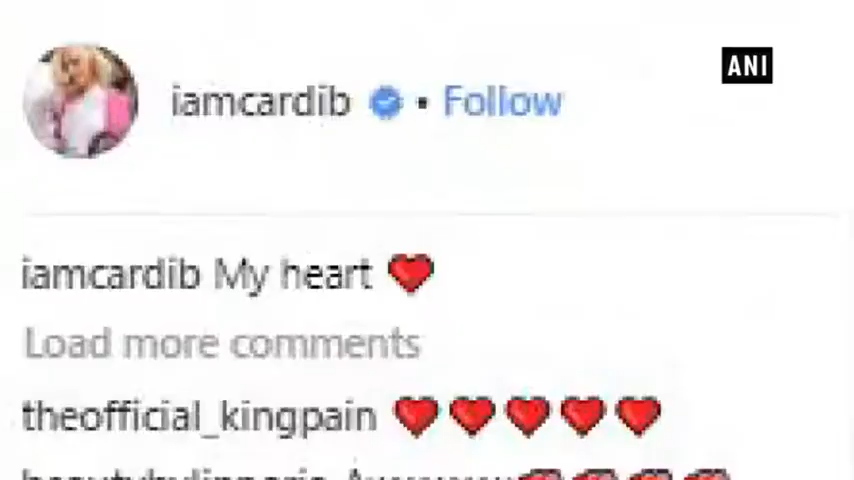 ANI
iamcardib • Follow
iamcardib My heart ❤️
Load more comments
theofficial_kingpain ❤️❤️❤️❤️❤️